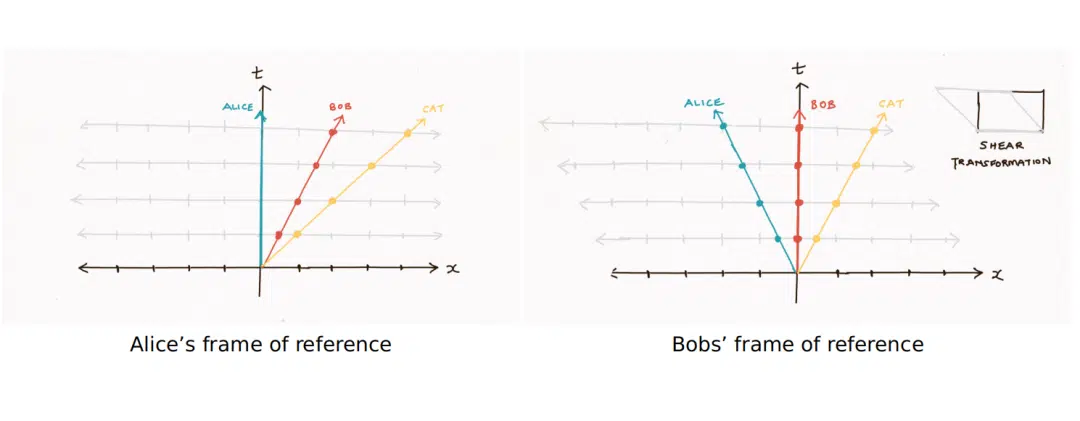 t
ALICE
BOB
CAT
x
Alice’s frame of reference
t
ALICE
BOB
CAT
x
SHEAR
TRANSFORMATION
Bobs’ frame of reference